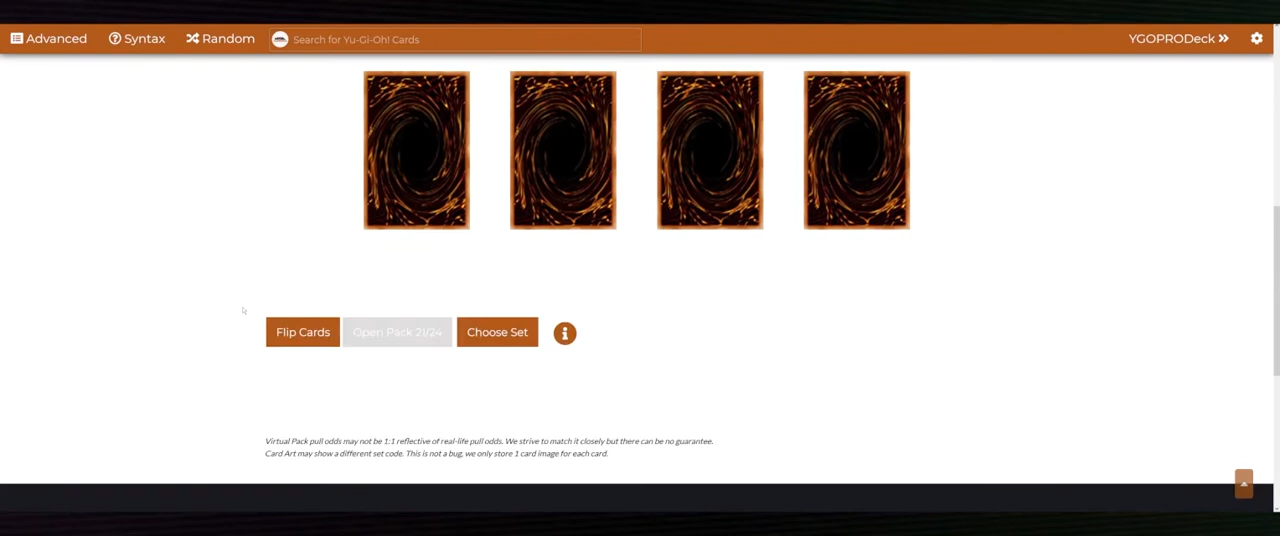 Advanced Syntax Random Search for Yu-Gi-Oh! Cards YGOPRODeck
Flip Cards Open Pack 21/24 Choose Set
Virtual Pack pull odds may not be 1:1 reflective of real-life pull odds. We strive to match it closely but there can be no guarantee.
Card Art may show a different set code. This is not a bug, we only store 1 card image for each card.